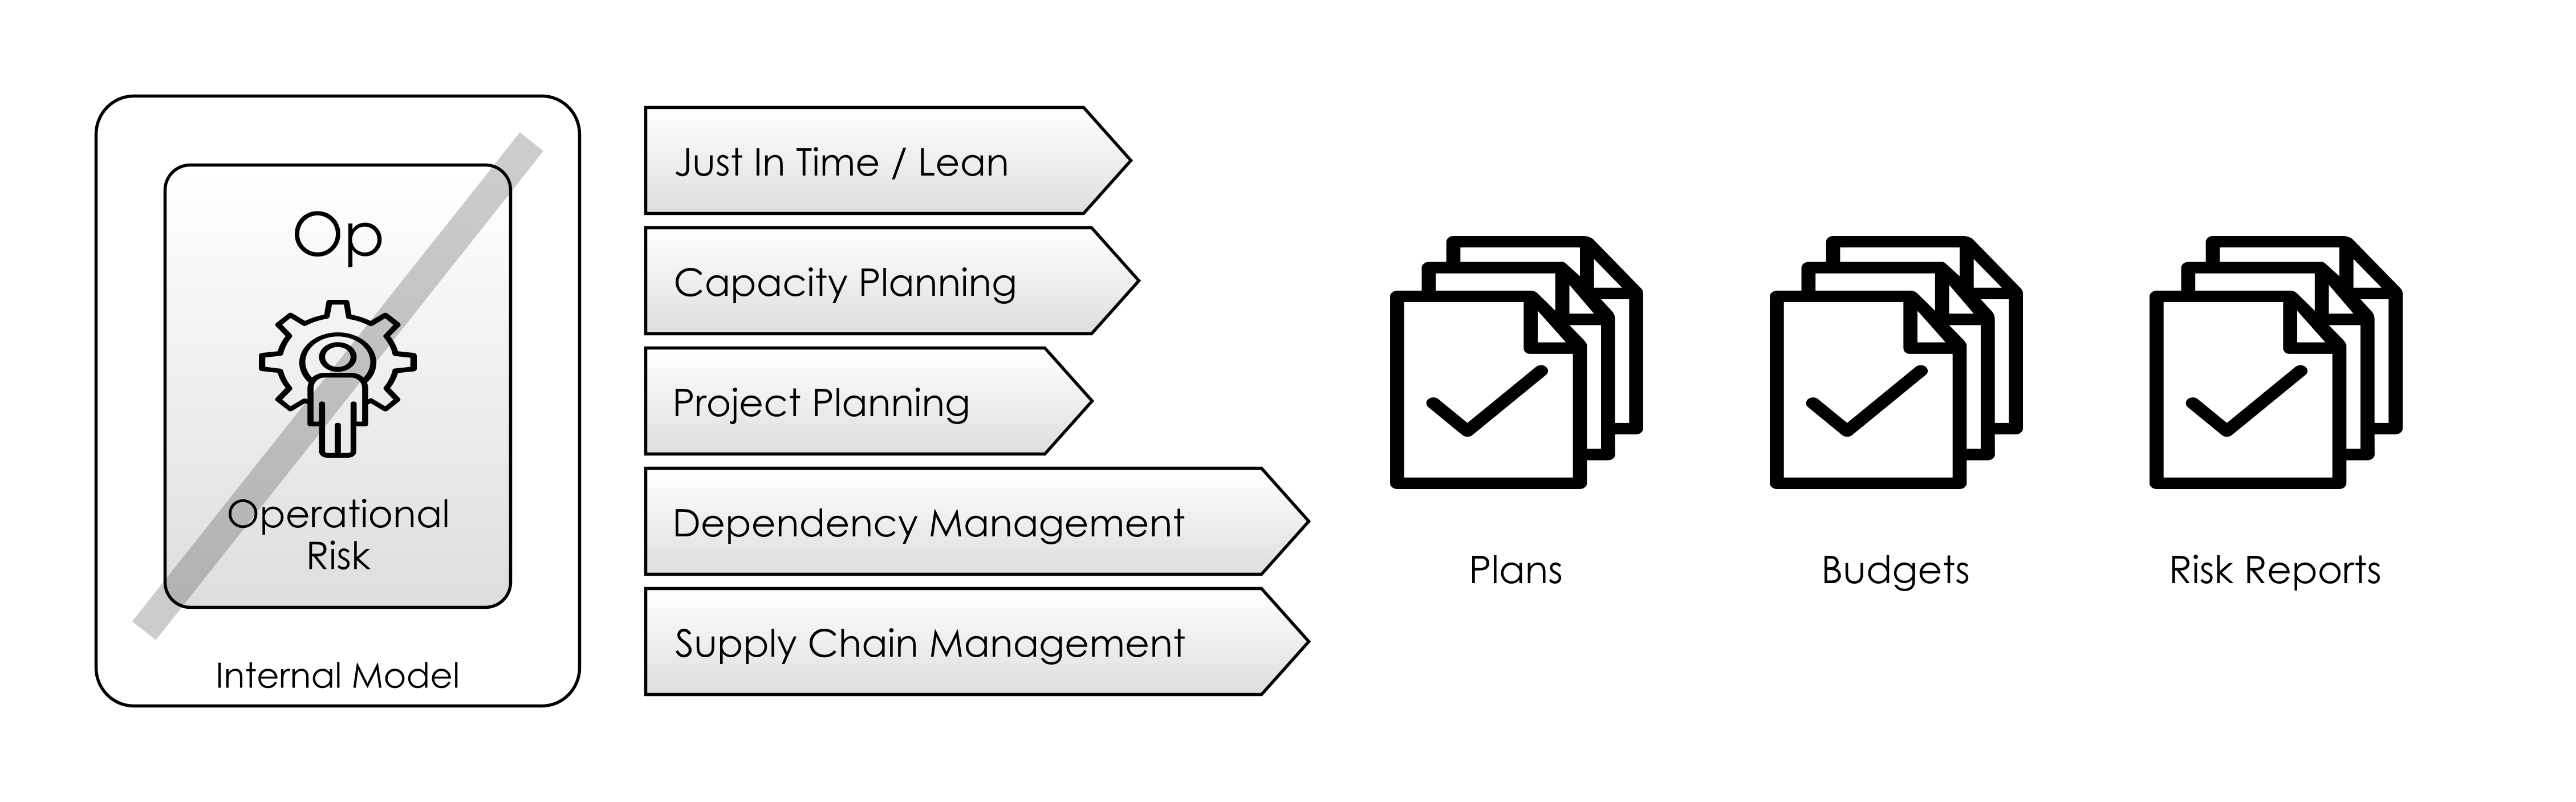 Op
Operational
Risk
Internal Model
Just In Time / Lean
Capacity Planning
Project Planning
Dependency Management
Supply Chain Management
Plans
Budgets
Risk Reports